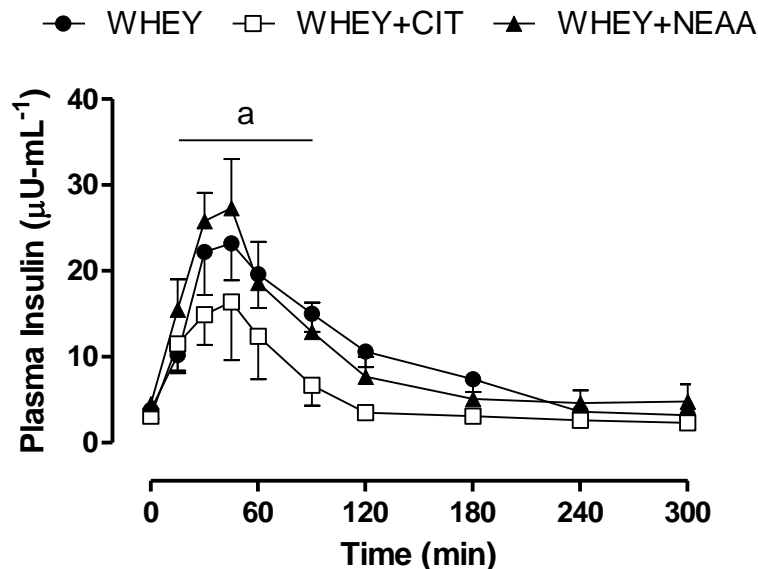 WHEY WHEY+CIT WHEY+NEAA
a
40
30
20
10
0
Plasma Insulin (μU-mL⁻¹)
0 60 120 180 240 300
Time (min)